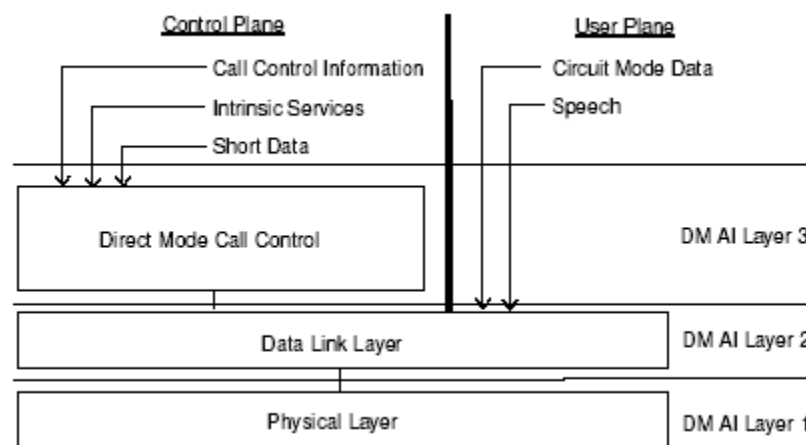 Control Plane
User Plane
Call Control Information
Circuit Mode Data
Intrinsic Services
Speech
Short Data
Direct Mode Call Control
DM AI Layer 3
Data Link Layer
DM AI Layer 2
Physical Layer
DM AI Layer 1